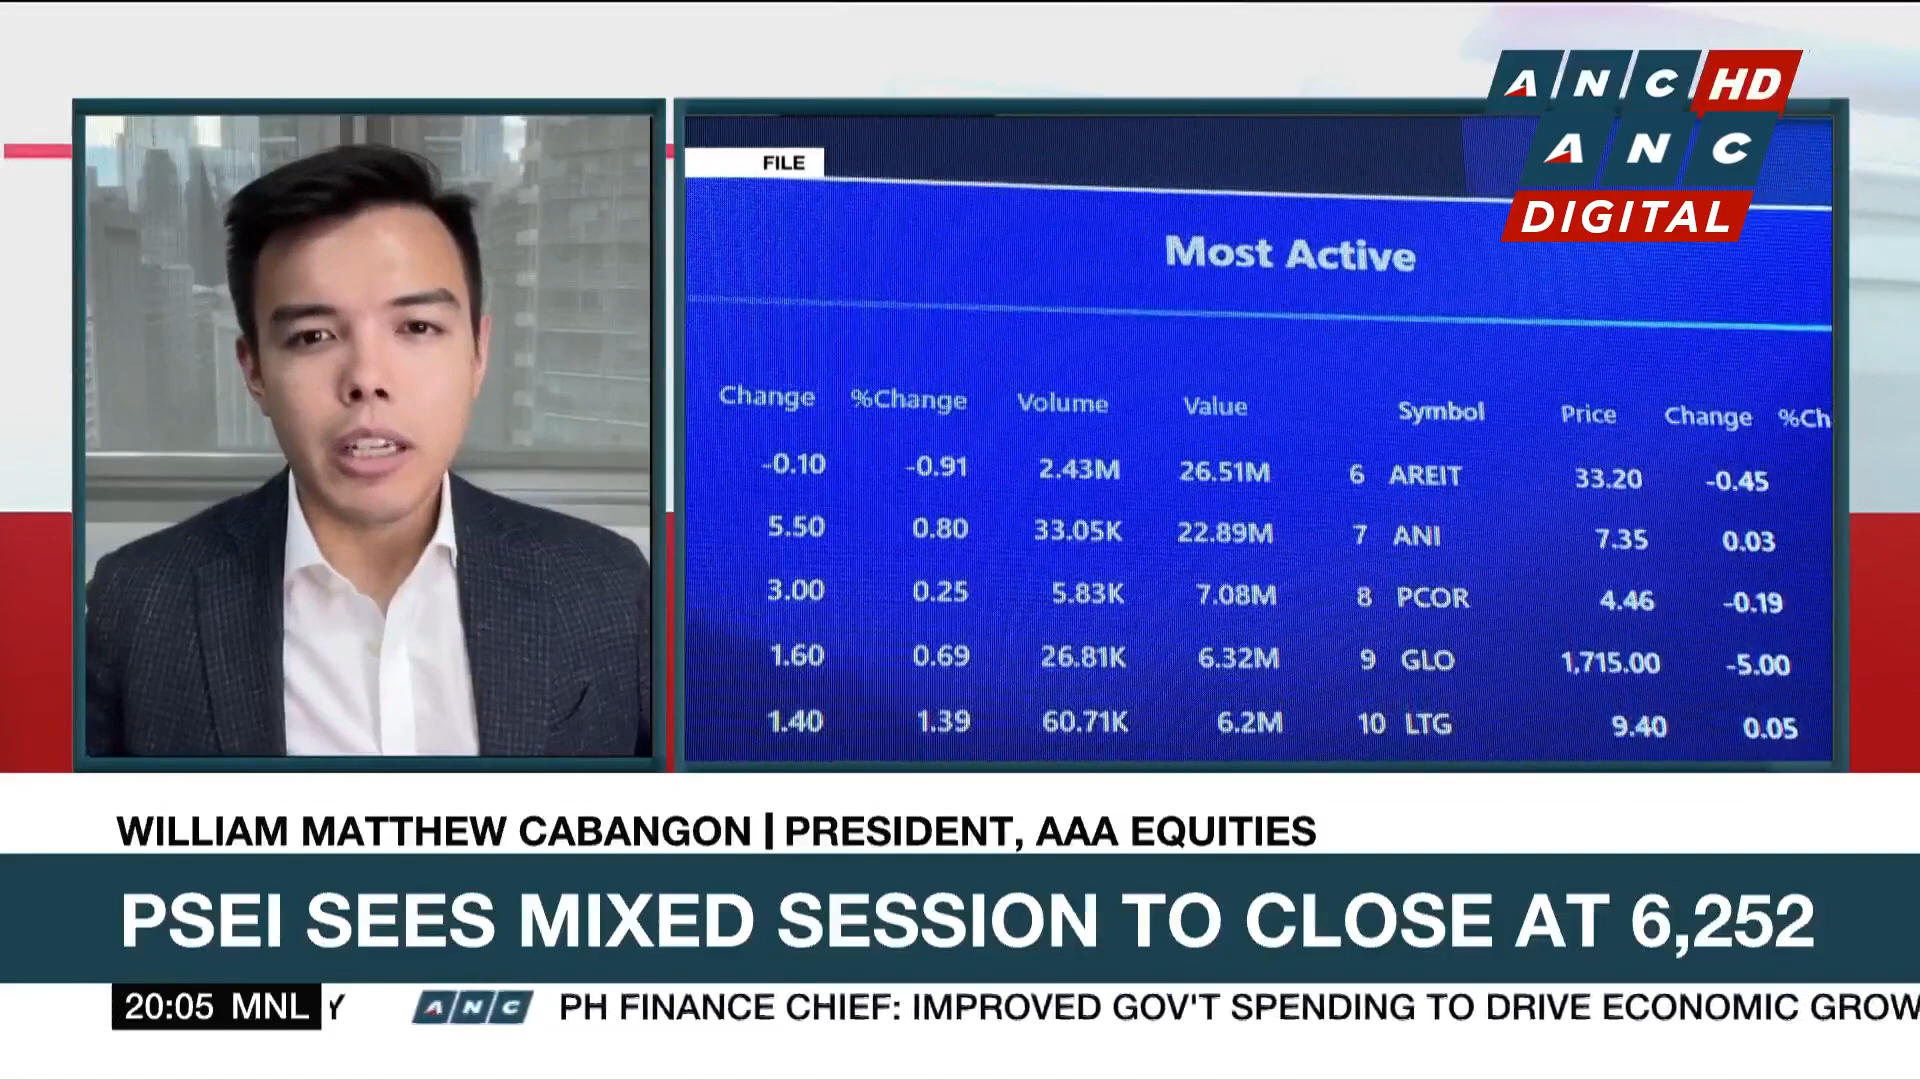 ANC HD
ANC
DIGITAL
FILE
Most Active
Change %Change Volume Value Symbol Price Change %Ch
-0.10 -0.91 2.43M 26.51M 6 AREIT 33.20 -0.45
5.50 0.80 33.05K 22.89M 7 ANI 7.35 0.03
3.00 0.25 5.83K 7.08M 8 PCOR 4.46 -0.19
1.60 0.69 26.81K 6.32M 9 GLO 1,715.00 -5.00
1.40 1.39 60.71K 6.2M 10 LTG 9.40 0.05
WILLIAM MATTHEW CABANGON | PRESIDENT, AAA EQUITIES
PSEI SEES MIXED SESSION TO CLOSE AT 6,252
20:05 MNL Y ANC PH FINANCE CHIEF: IMPROVED GOV'T SPENDING TO DRIVE ECONOMIC GROW